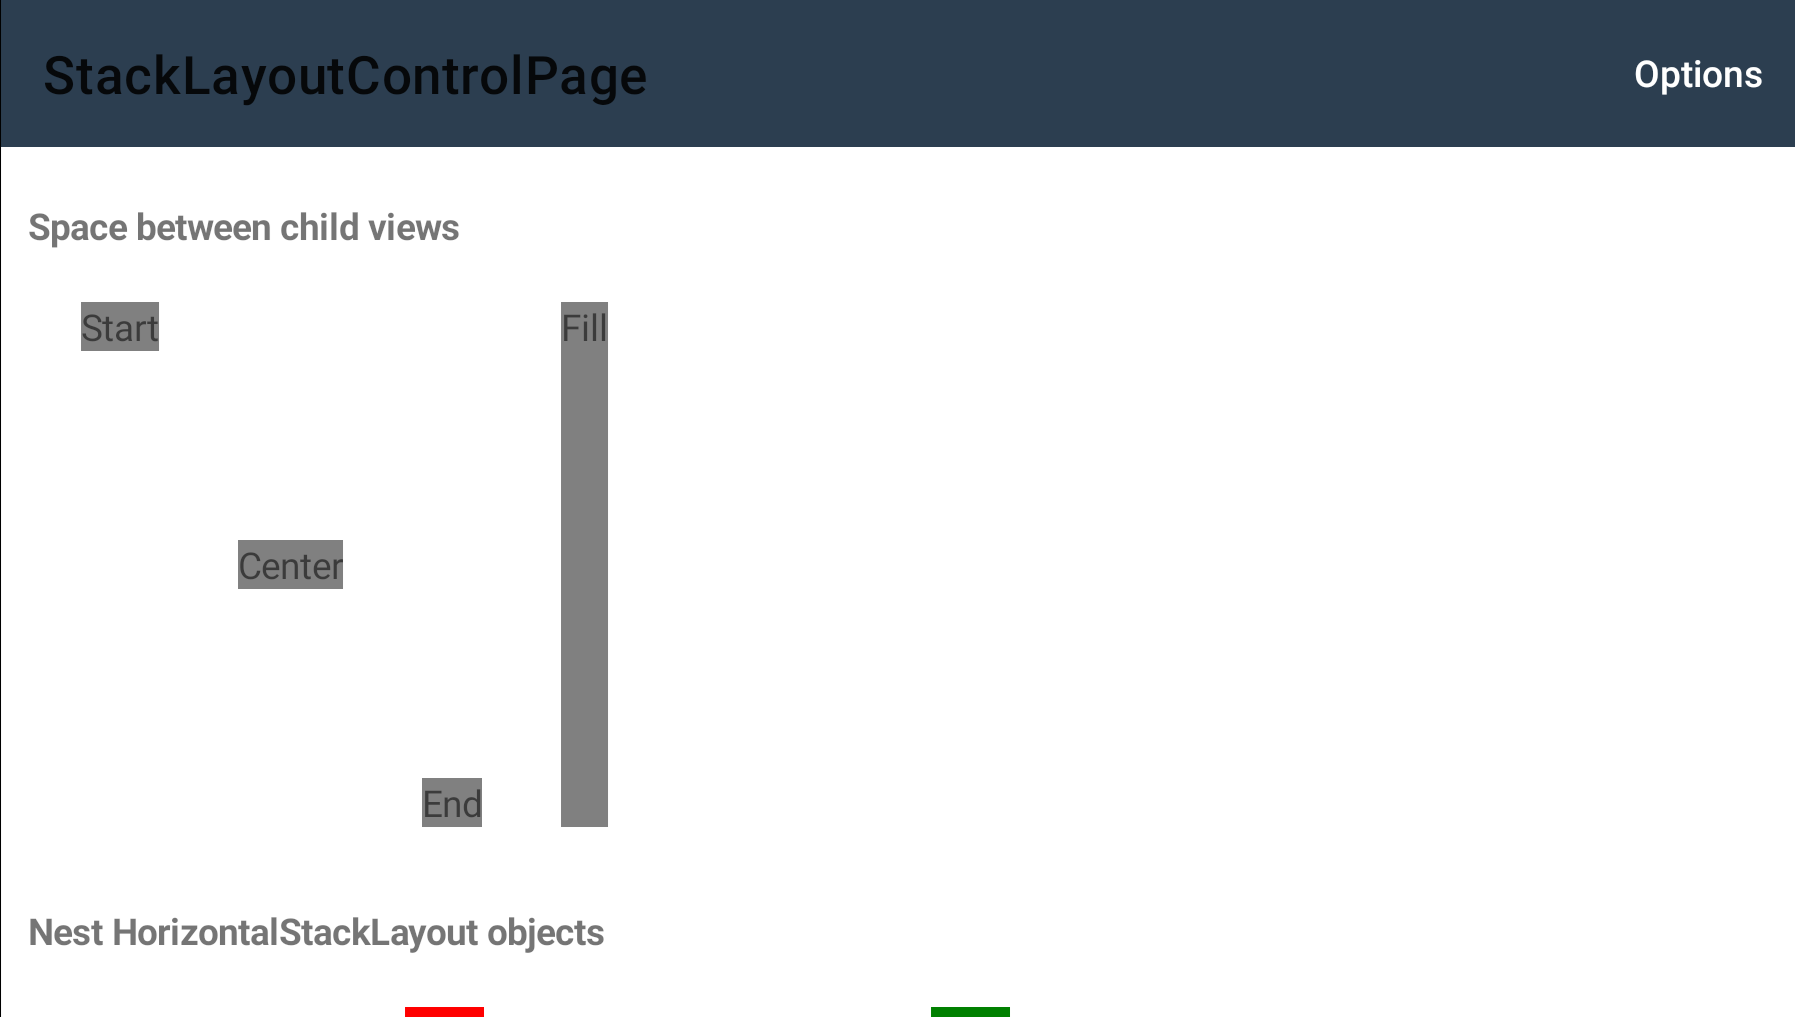 StackLayoutControlPage
Options
Space between child views
Start
Fill
Center
End
Nest HorizontalStackLayout objects